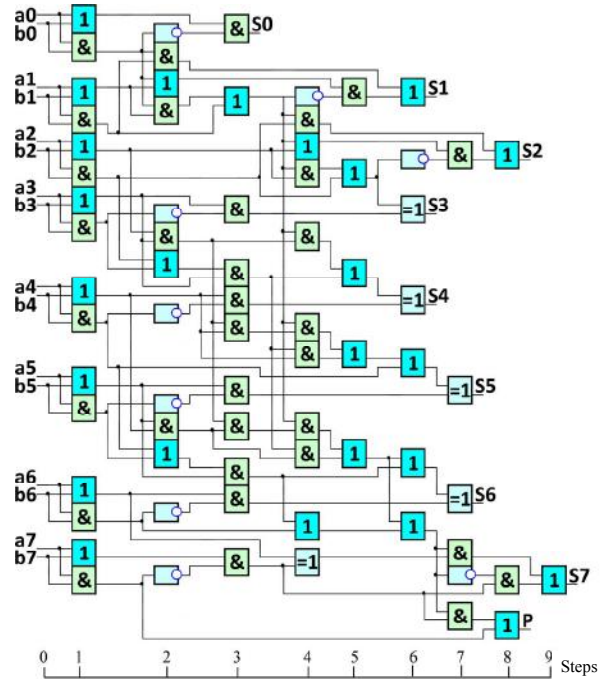 a0 1
b0 & & S0
&
a1 1 1 & 1 S1
b1 & & 1
&
a2 1 1 & 1 S2
b2 & & 1
a3 1 & =1 S3
b3 &
& &
1 & 1
a4 1 & =1 S4
b4 & & &
& 1 1
a5 1 & =1 S5
b5 &
& & &
1 & 1 1
a6 1 & =1 S6
b6 & & 1 1
a7 1 & =1 &
b7 & & 1 S7
& 1 P
0 1 2 3 4 5 6 7 8 9 Steps